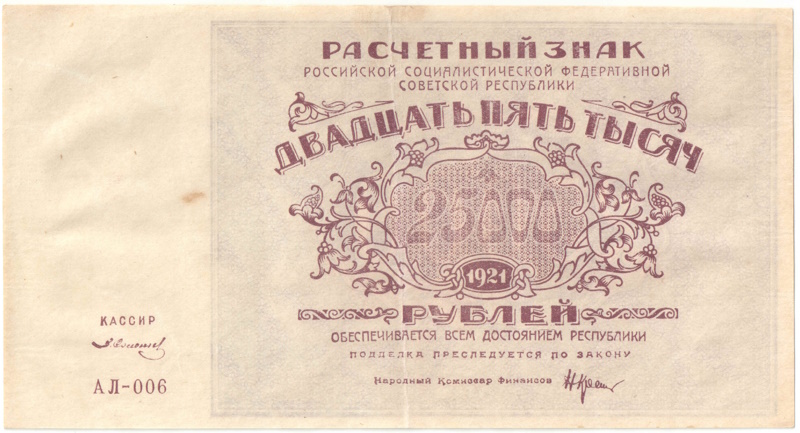 РАСЧЕТНЫЙ ЗНАК
РОССИЙСКОЙ СОЦИАЛИСТИЧЕСКОЙ ФЕДЕРАТИВНОЙ
СОВЕТСКОЙ РЕСПУБЛИКИ
ДВАДЦАТЬ ПЯТЬ ТЫСЯЧ
25000
1921
РУБЛЕЙ
ОБЕСПЕЧИВАЕТСЯ ВСЕМ ДОСТОЯНИЕМ РЕСПУБЛИКИ
ПОДДЕЛКА ПРЕСЛЕДУЕТСЯ ПО ЗАКОНУ
Народный Комиссар Финансов
КАССИР
АЛ-006